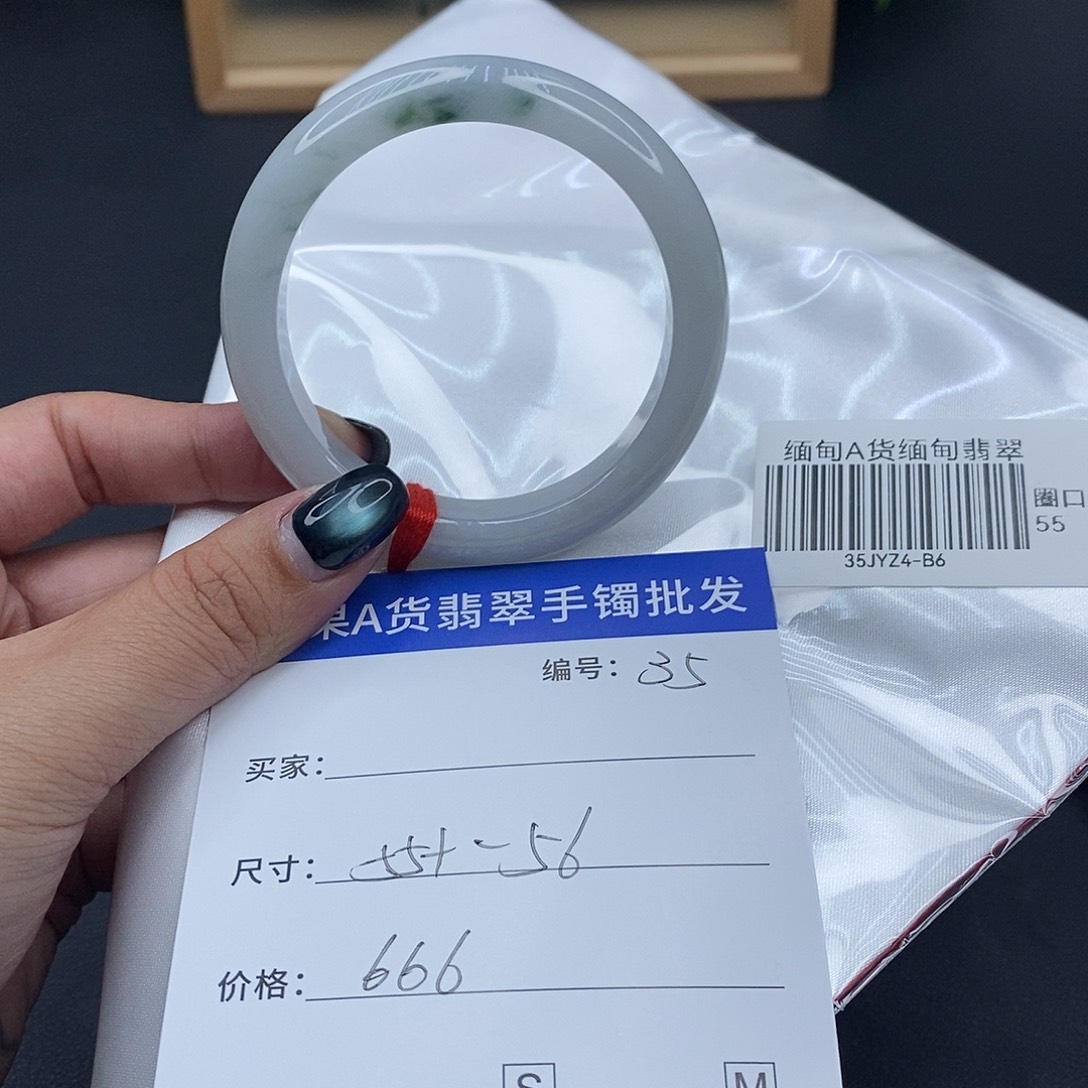 缅甸A货缅甸翡翠
圈口
55
35JYZ4-B6
果A货翡翠手镯批发
编号：35
买家：
尺寸：55+-56
价格：666
S M